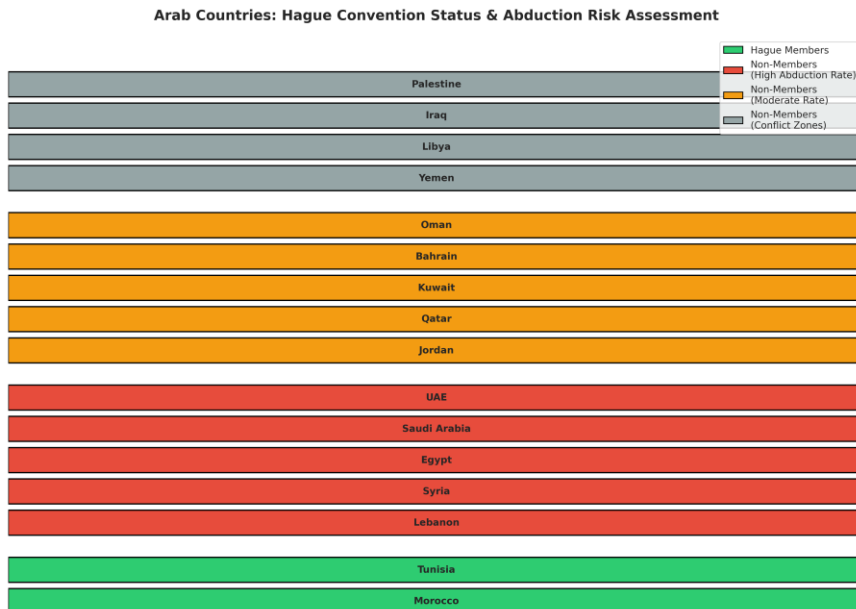 Arab Countries: Hague Convention Status & Abduction Risk Assessment
Hague Members
Non-Members
(High Abduction Rate)
Non-Members
(Moderate Rate)
Non-Members
(Conflict Zones)
Palestine
Iraq
Libya
Yemen
Oman
Bahrain
Kuwait
Qatar
Jordan
UAE
Saudi Arabia
Egypt
Syria
Lebanon
Tunisia
Morocco